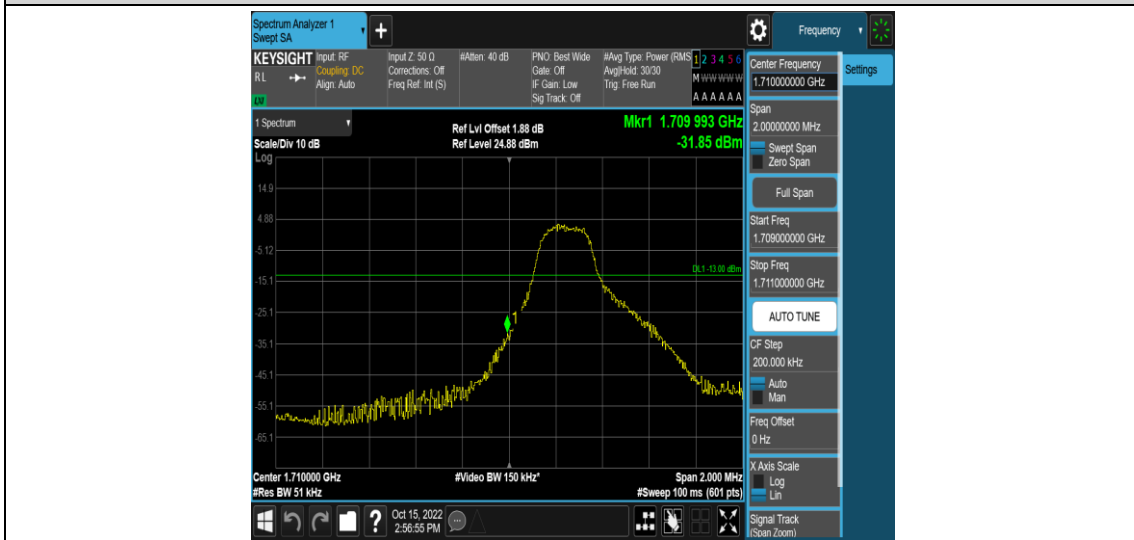 Spectrum Analyzer 1
Swept SA
+
Frequency
KEYSIGHT
RL
Input: RF
Coupling: DC
Align: Auto
Input Z: 50 Ω
Corrections: Off
Freq Ref: Int (S)
#Atten: 40 dB
PNO: Best Wide
Gate: Off
IF Gain: Low
Sig Track: Off
#Avg Type: Power (RMS
Avg|Hold: 30/30
Trig: Free Run
1 2 3 4 5 6
M W W W W W
A A A A A A
1 Spectrum
Scale/Div 10 dB
Log
Ref Lvl Offset 1.88 dB
Ref Level 24.88 dBm
Mkr1 1.709 993 GHz
-31.85 dBm
14.9
4.88
-5.12
-15.1
-25.1
-35.1
-45.1
-55.1
-65.1
DL1 -13.00 dBm
1
Center 1.710000 GHz
#Res BW 51 kHz
#Video BW 150 kHz*
Span 2.000 MHz
#Sweep 100 ms (601 pts)
Center Frequency
1.710000000 GHz
Settings
Span
2.00000000 MHz
Swept Span
Zero Span
Full Span
Start Freq
1.709000000 GHz
Stop Freq
1.711000000 GHz
AUTO TUNE
CF Step
200.000 kHz
Auto
Man
Freq Offset
0 Hz
X Axis Scale
Log
Lin
Signal Track
(Span Zoom)
?
Oct 15, 2022
2:56:55 PM